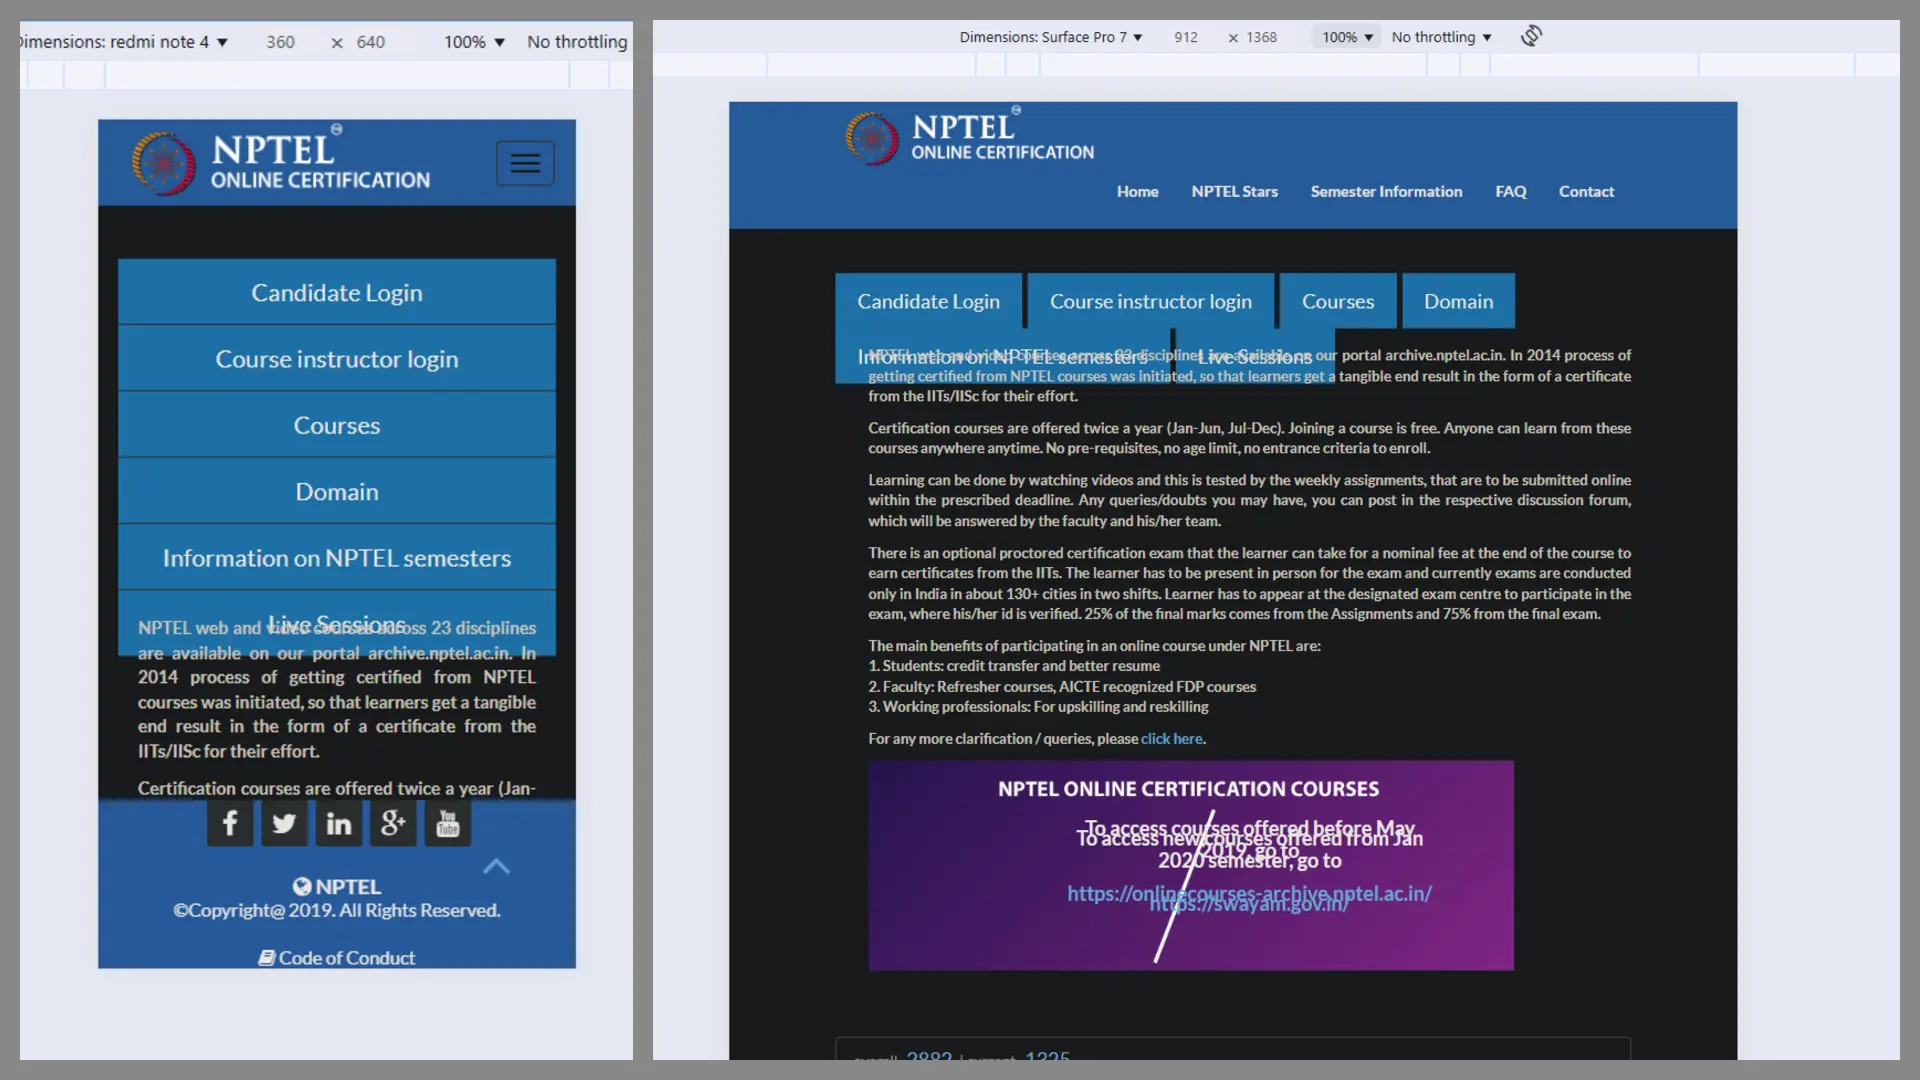 Dimensions: redmi note 4 ▼ 360 × 640 100% ▼ No throttling
NPTEL
ONLINE CERTIFICATION
Candidate Login
Course instructor login
Courses
Domain
Information on NPTEL semesters
Live Sessions
NPTEL web and video courses across 23 disciplines
are available on our portal archive.nptel.ac.in. In
2014 process of getting certified from NPTEL
courses was initiated, so that learners get a tangible
end result in the form of a certificate from the
IITs/IISc for their effort.
Certification courses are offered twice a year (Jan-
You Tube
NPTEL
©Copyright@ 2019. All Rights Reserved.
Code of Conduct
Dimensions: Surface Pro 7 ▼ 912 × 1368 100% ▼ No throttling ▼
NPTEL
ONLINE CERTIFICATION
Home NPTEL Stars Semester Information FAQ Contact
Candidate Login Course instructor login Courses Domain
Information on NPTEL semesters Live Sessions
NPTEL web and video courses across 23 disciplines are available on our portal archive.nptel.ac.in. In 2014 process of
getting certified from NPTEL courses was initiated, so that learners get a tangible end result in the form of a certificate
from the IITs/IISc for their effort.
Certification courses are offered twice a year (Jan-Jun, Jul-Dec). Joining a course is free. Anyone can learn from these
courses anywhere anytime. No pre-requisites, no age limit, no entrance criteria to enroll.
Learning can be done by watching videos and this is tested by the weekly assignments, that are to be submitted online
within the prescribed deadline. Any queries/doubts you may have, you can post in the respective discussion forum,
which will be answered by the faculty and his/her team.
There is an optional proctored certification exam that the learner can take for a nominal fee at the end of the course to
earn certificates from the IITs. The learner has to be present in person for the exam and currently exams are conducted
only in India in about 130+ cities in two shifts. Learner has to appear at the designated exam centre to participate in the
exam, where his/her id is verified. 25% of the final marks comes from the Assignments and 75% from the final exam.
The main benefits of participating in an online course under NPTEL are:
1. Students: credit transfer and better resume
2. Faculty: Refresher courses, AICTE recognized FDP courses
3. Working professionals: For upskilling and reskilling
For any more clarification / queries, please click here.
NPTEL ONLINE CERTIFICATION COURSES
To access courses offered before May
2019, go to
https://onlinecourses-archive.nptel.ac.in/
To access new courses offered from Jan
2020 semester, go to
https://swayam.gov.in/
overall 2882 | current 1325